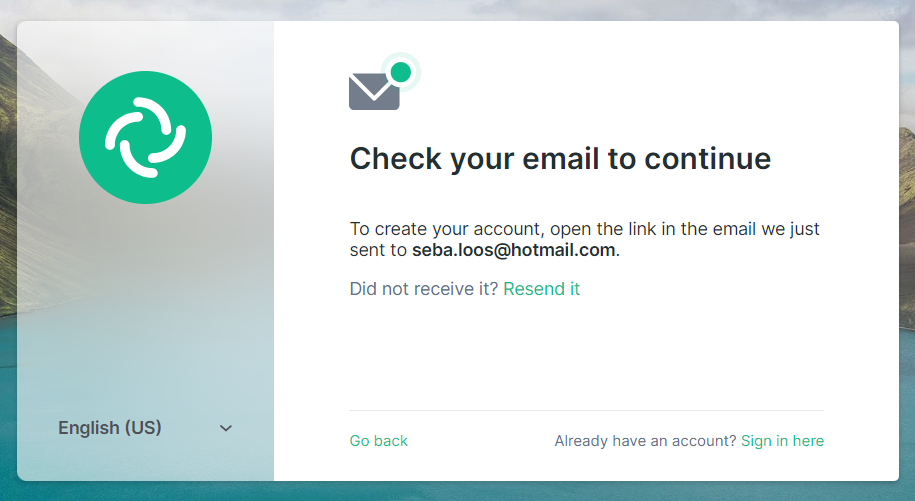 Check your email to continue
To create your account, open the link in the email we just
sent to seba.loos@hotmail.com.
Did not receive it? Resend it
English (US)
Go back
Already have an account? Sign in here